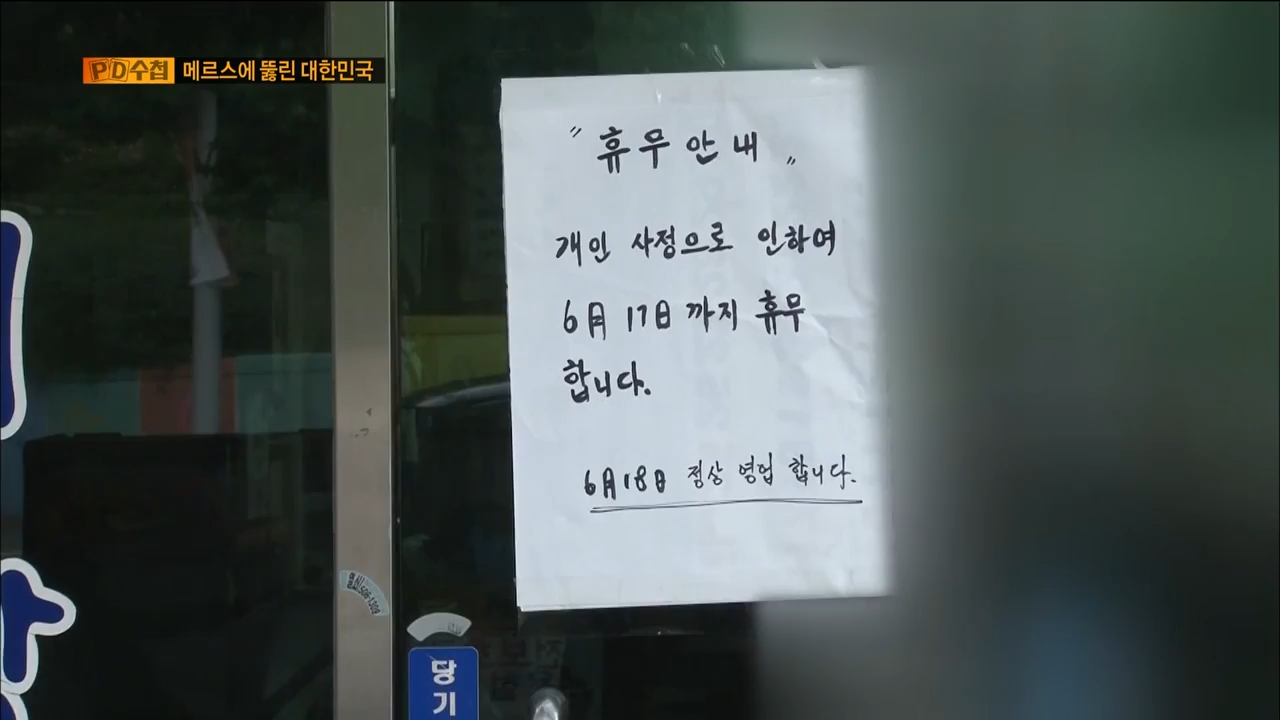 PD수첩 메르스에 뚫린 대한민국
〃휴무안내〃
개인 사정으로 인하여
6月 17日 까지 휴무
합니다.
6月18日 정상 영업 합니다.
당기